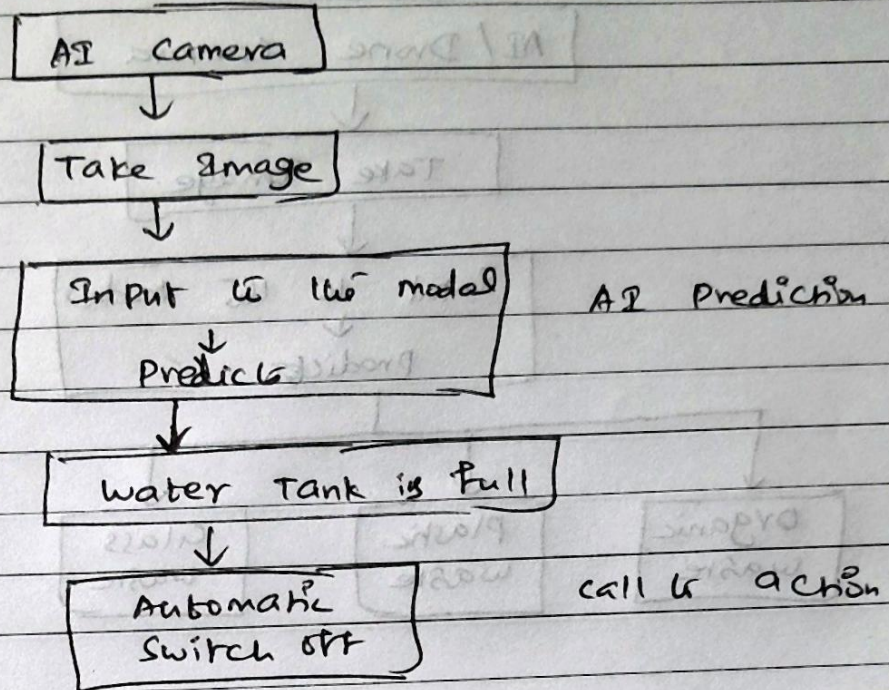 AI Camera
Take Image
Input to the model
Predicts
AI Prediction
Water Tank is full
Automatic
Switch off
Call to action